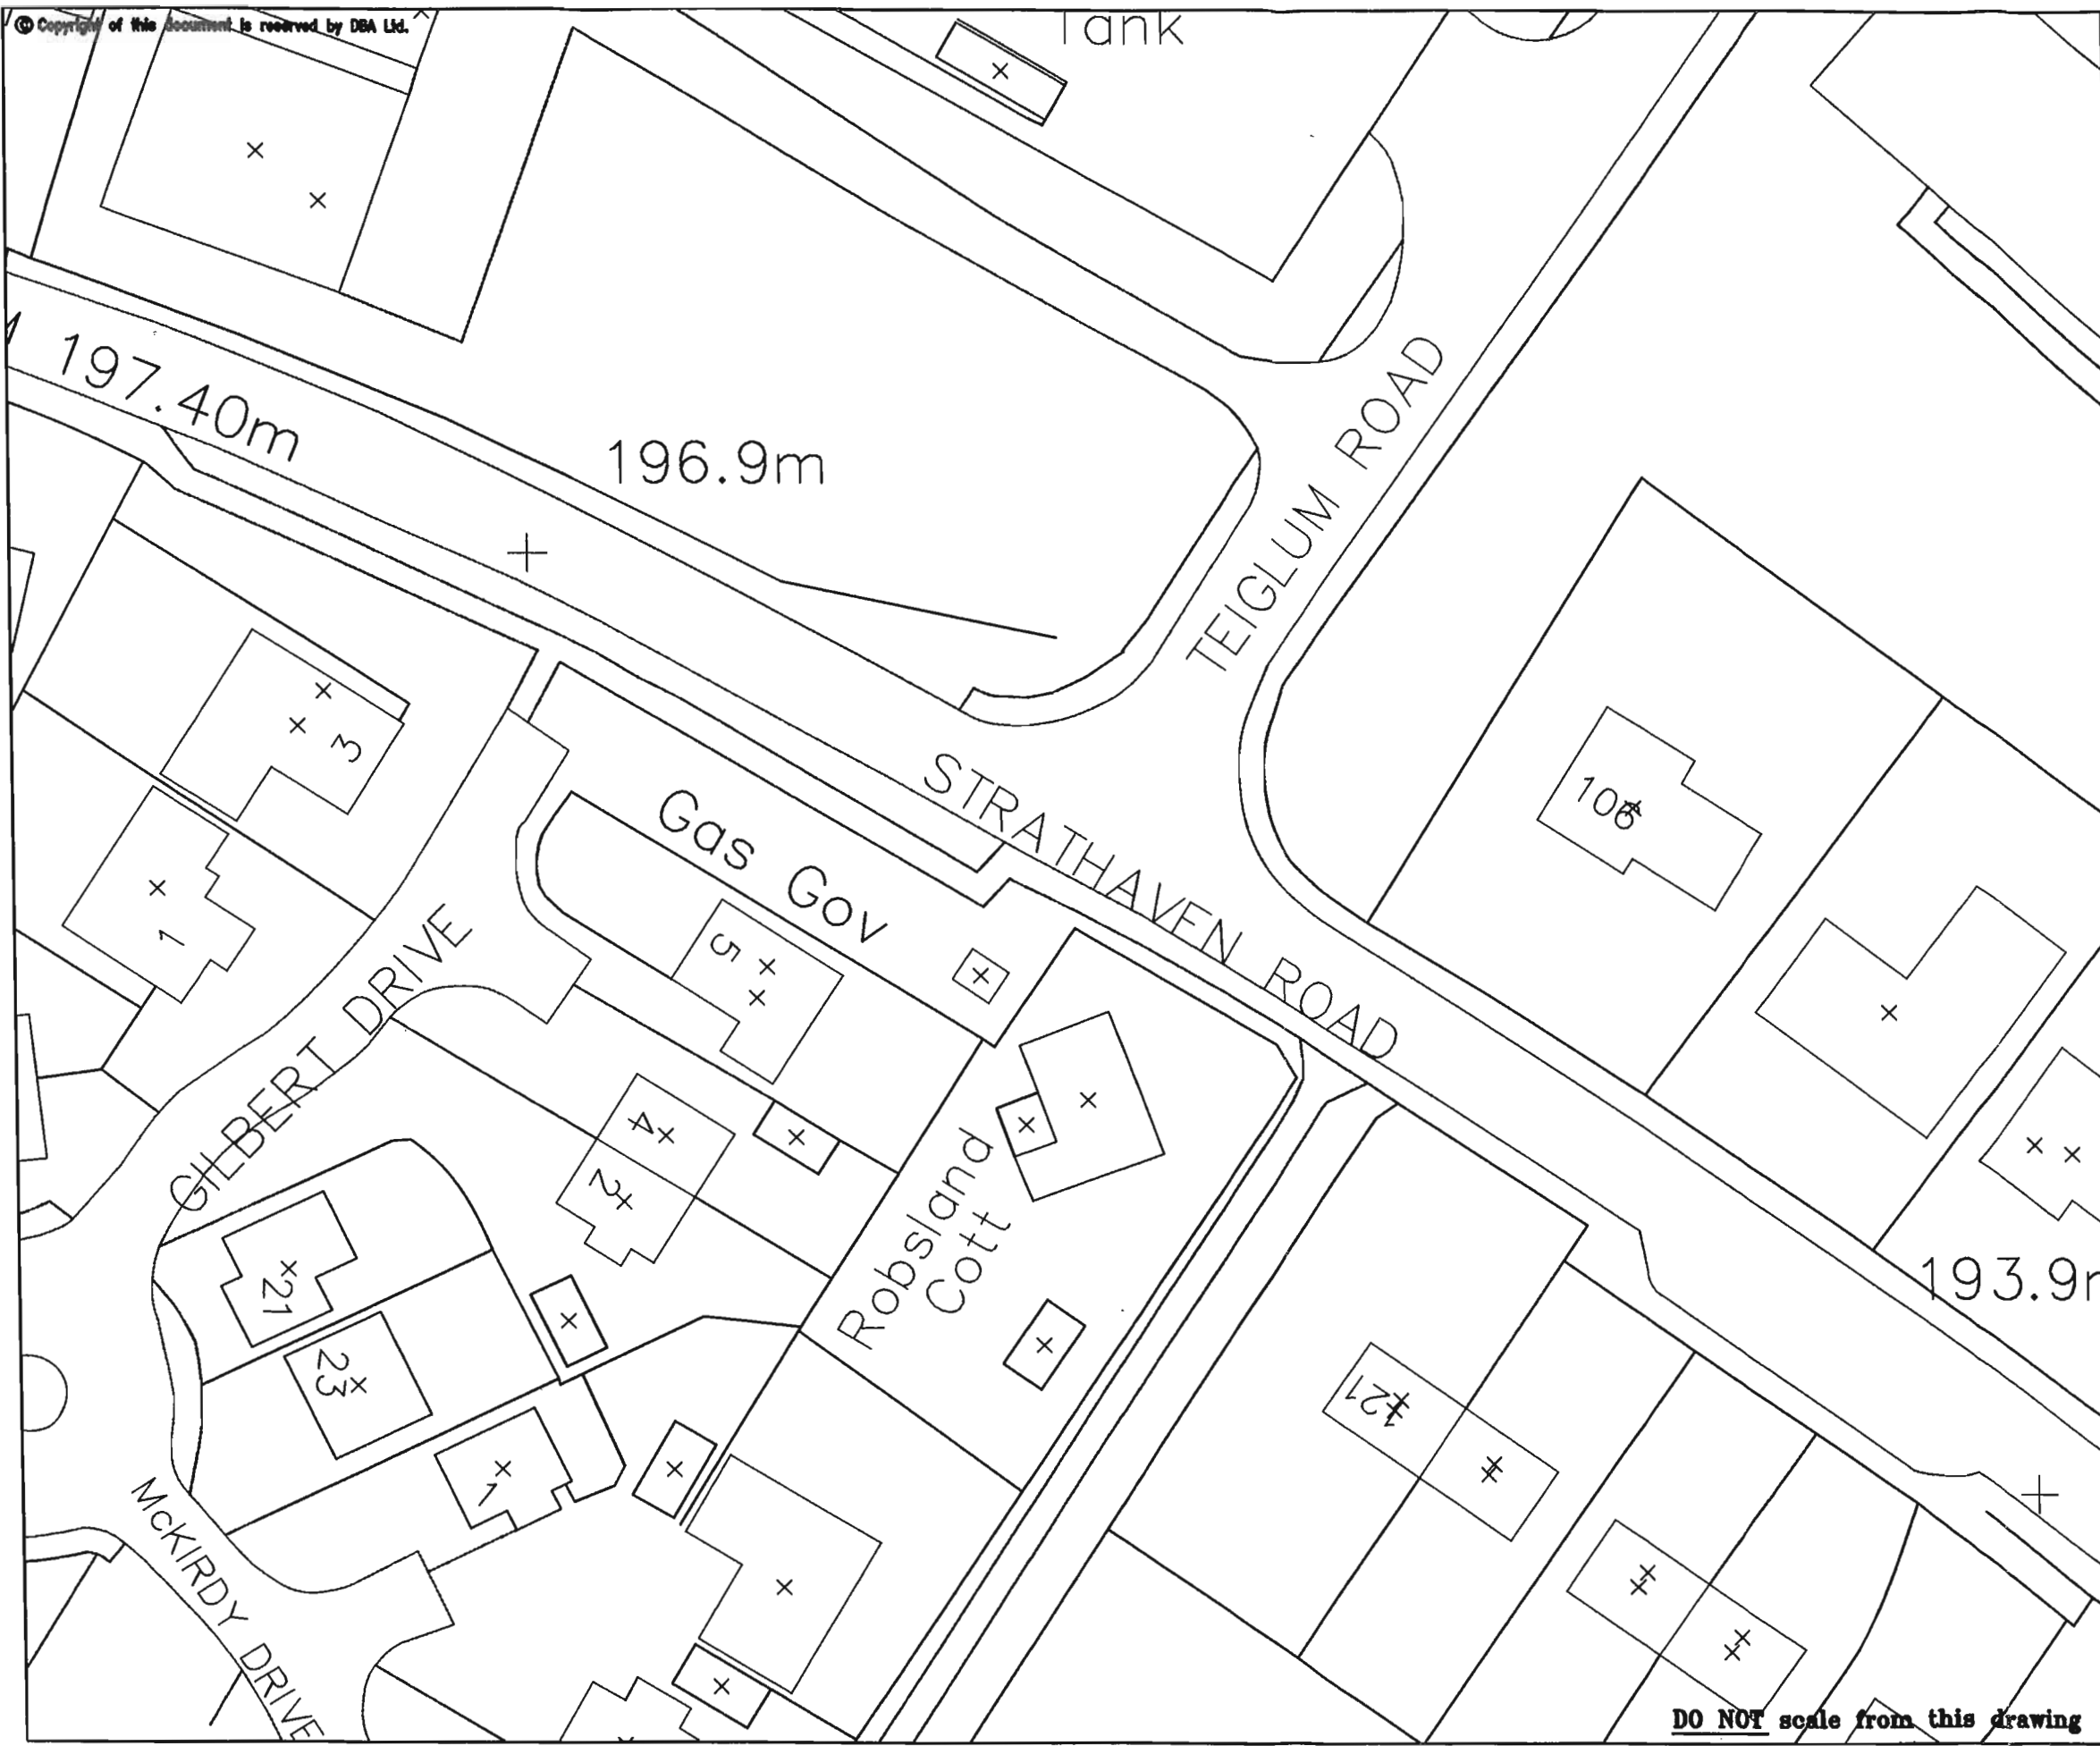 © Copyright of this document is reserved by DBA Ltd.
Tank
197.40m
196.9m
TEIGLUM ROAD
3
STRATHAVEN ROAD
Gas Gov
106
1
5
GILBERT DRIVE
4
2
Robsland
Cott
193.9
21
23
121
1
McKIRDY DRIVE
DO NOT scale from this drawing